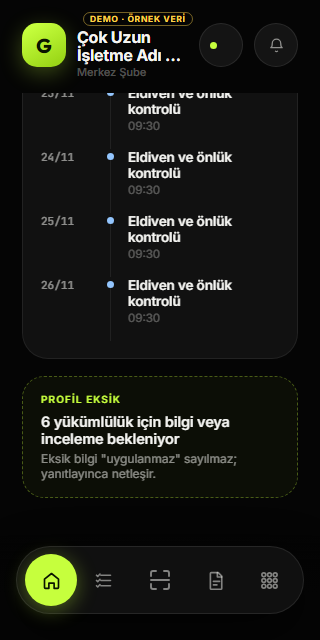 DEMO · ÖRNEK VERİ
G
Çok Uzun
İşletme Adı ...
Merkez Şube
25/11
Eldiven ve önlük
kontrolü
09:30
24/11
Eldiven ve önlük
kontrolü
09:30
25/11
Eldiven ve önlük
kontrolü
09:30
26/11
Eldiven ve önlük
kontrolü
09:30
PROFİL EKSİK
6 yükümlülük için bilgi veya
inceleme bekleniyor
Eksik bilgi "uygulanmaz" sayılmaz;
yanıtlayınca netleşir.